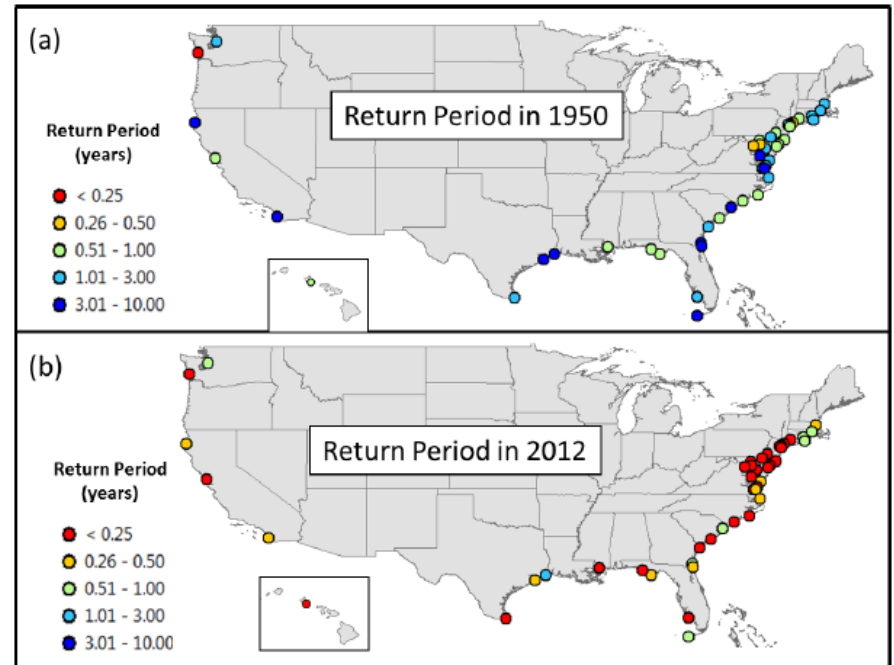 (a)
Return Period in 1950
Return Period
(years)
< 0.25
0.26 - 0.50
0.51 - 1.00
1.01 - 3.00
3.01 - 10.00
(b)
Return Period in 2012
Return Period
(years)
< 0.25
0.26 - 0.50
0.51 - 1.00
1.01 - 3.00
3.01 - 10.00